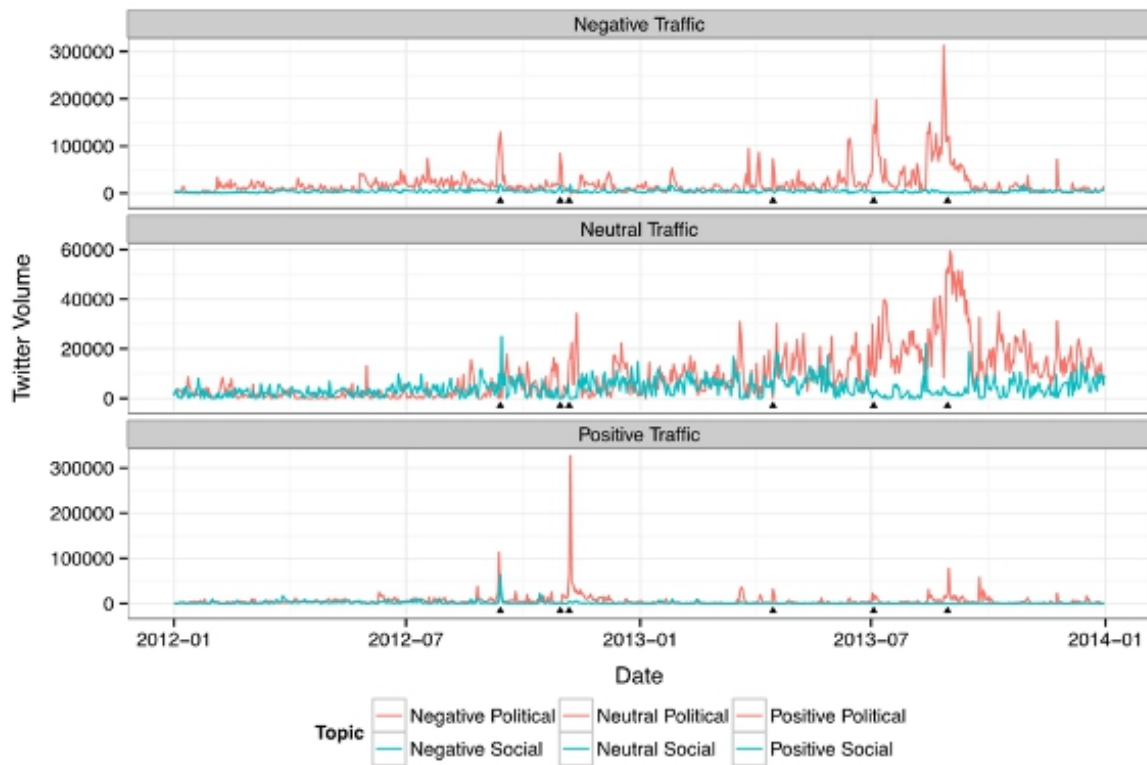 Negative Traffic
300000
200000
100000
0
Neutral Traffic
60000
40000
20000
0
Positive Traffic
300000
200000
100000
0
Twitter Volume
2012−01
2012−07
2013−01
2013−07
2014−01
Date
Topic
Negative Political
Neutral Political
Positive Political
Negative Social
Neutral Social
Positive Social